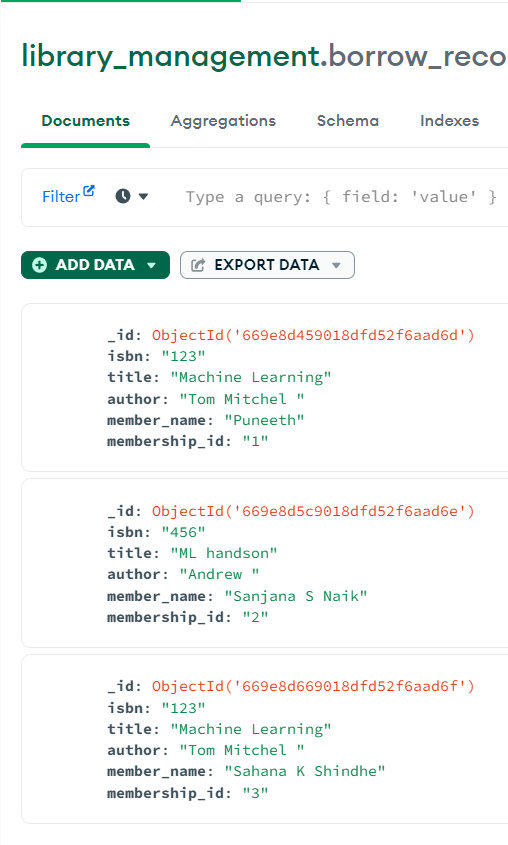 library_management.borrow_reco
Documents Aggregations Schema Indexes
Filter Type a query: { field: 'value' }
ADD DATA EXPORT DATA
_id: ObjectId('669e8d459018dfd52f6aad6d')
isbn: "123"
title: "Machine Learning"
author: "Tom Mitchel "
member_name: "Puneeth"
membership_id: "1"
_id: ObjectId('669e8d5c9018dfd52f6aad6e')
isbn: "456"
title: "ML handson"
author: "Andrew "
member_name: "Sanjana S Naik"
membership_id: "2"
_id: ObjectId('669e8d669018dfd52f6aad6f')
isbn: "123"
title: "Machine Learning"
author: "Tom Mitchel "
member_name: "Sahana K Shindhe"
membership_id: "3"